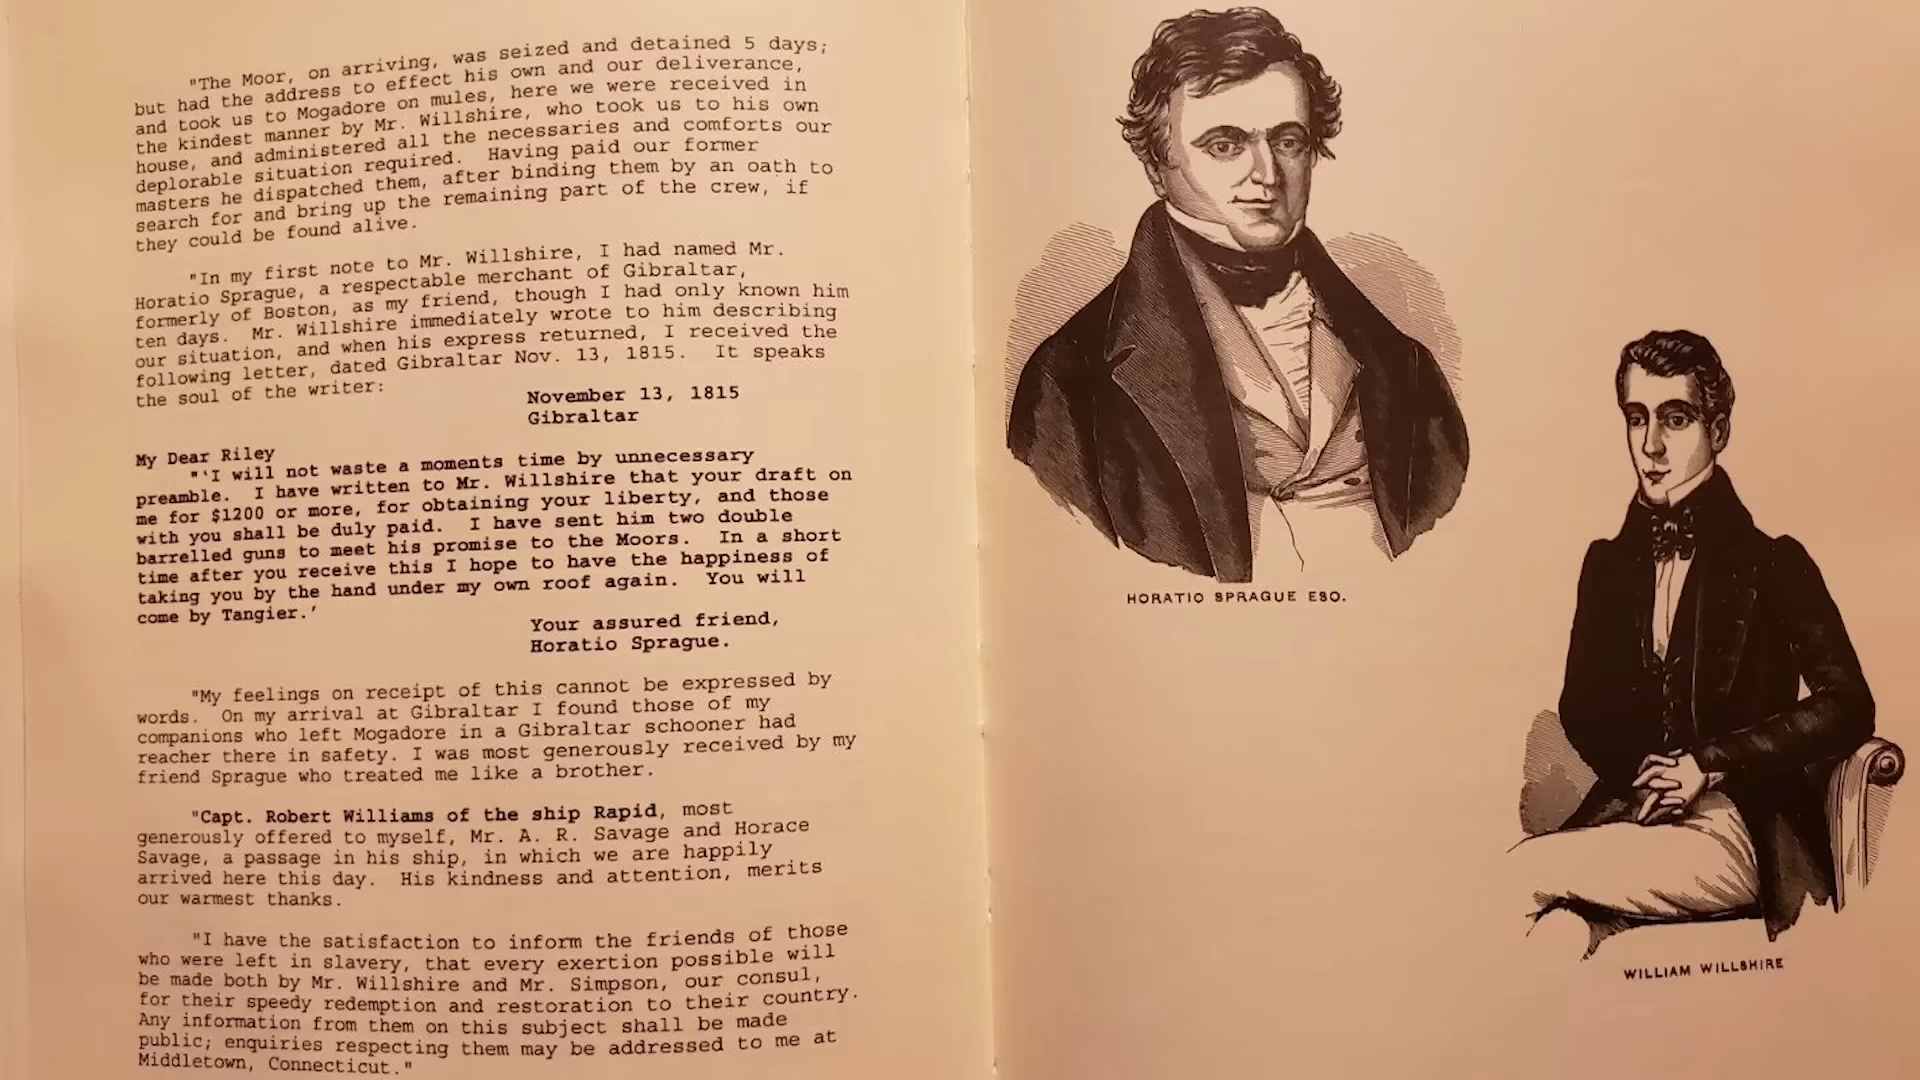 "The Moor, on arriving, was seized and detained 5 days;
but had the address to effect his own and our deliverance,
and took us to Mogadore on mules, here we were received in
the kindest manner by Mr. Willshire, who took us to his own
house, and administered all the necessaries and comforts our
deplorable situation required. Having paid our former
masters he dispatched them, after binding them by an oath to
search for and bring up the remaining part of the crew, if
they could be found alive.
"In my first note to Mr. Willshire, I had named Mr.
Horatio Sprague, a respectable merchant of Gibraltar,
formerly of Boston, as my friend, though I had only known him
ten days. Mr. Willshire immediately wrote to him describing
our situation, and when his express returned, I received the
following letter, dated Gibraltar Nov. 13, 1815. It speaks
the soul of the writer:
November 13, 1815
Gibraltar
My Dear Riley
"'I will not waste a moments time by unnecessary
preamble. I have written to Mr. Willshire that your draft on
me for $1200 or more, for obtaining your liberty, and those
with you shall be duly paid. I have sent him two double
barrelled guns to meet his promise to the Moors. In a short
time after you receive this I hope to have the happiness of
taking you by the hand under my own roof again. You will
come by Tangier.'
Your assured friend,
Horatio Sprague.
"My feelings on receipt of this cannot be expressed by
words. On my arrival at Gibraltar I found those of my
companions who left Mogadore in a Gibraltar schooner had
reacher there in safety. I was most generously received by my
friend Sprague who treated me like a brother.
"Capt. Robert Williams of the ship Rapid, most
generously offered to myself, Mr. A. R. Savage and Horace
Savage, a passage in his ship, in which we are happily
arrived here this day. His kindness and attention, merits
our warmest thanks.
"I have the satisfaction to inform the friends of those
who were left in slavery, that every exertion possible will
be made both by Mr. Willshire and Mr. Simpson, our consul,
for their speedy redemption and restoration to their country.
Any information from them on this subject shall be made
public; enquiries respecting them may be addressed to me at
Middletown, Connecticut."
HORATIO SPRAGUE ESQ.
WILLIAM WILLSHIRE